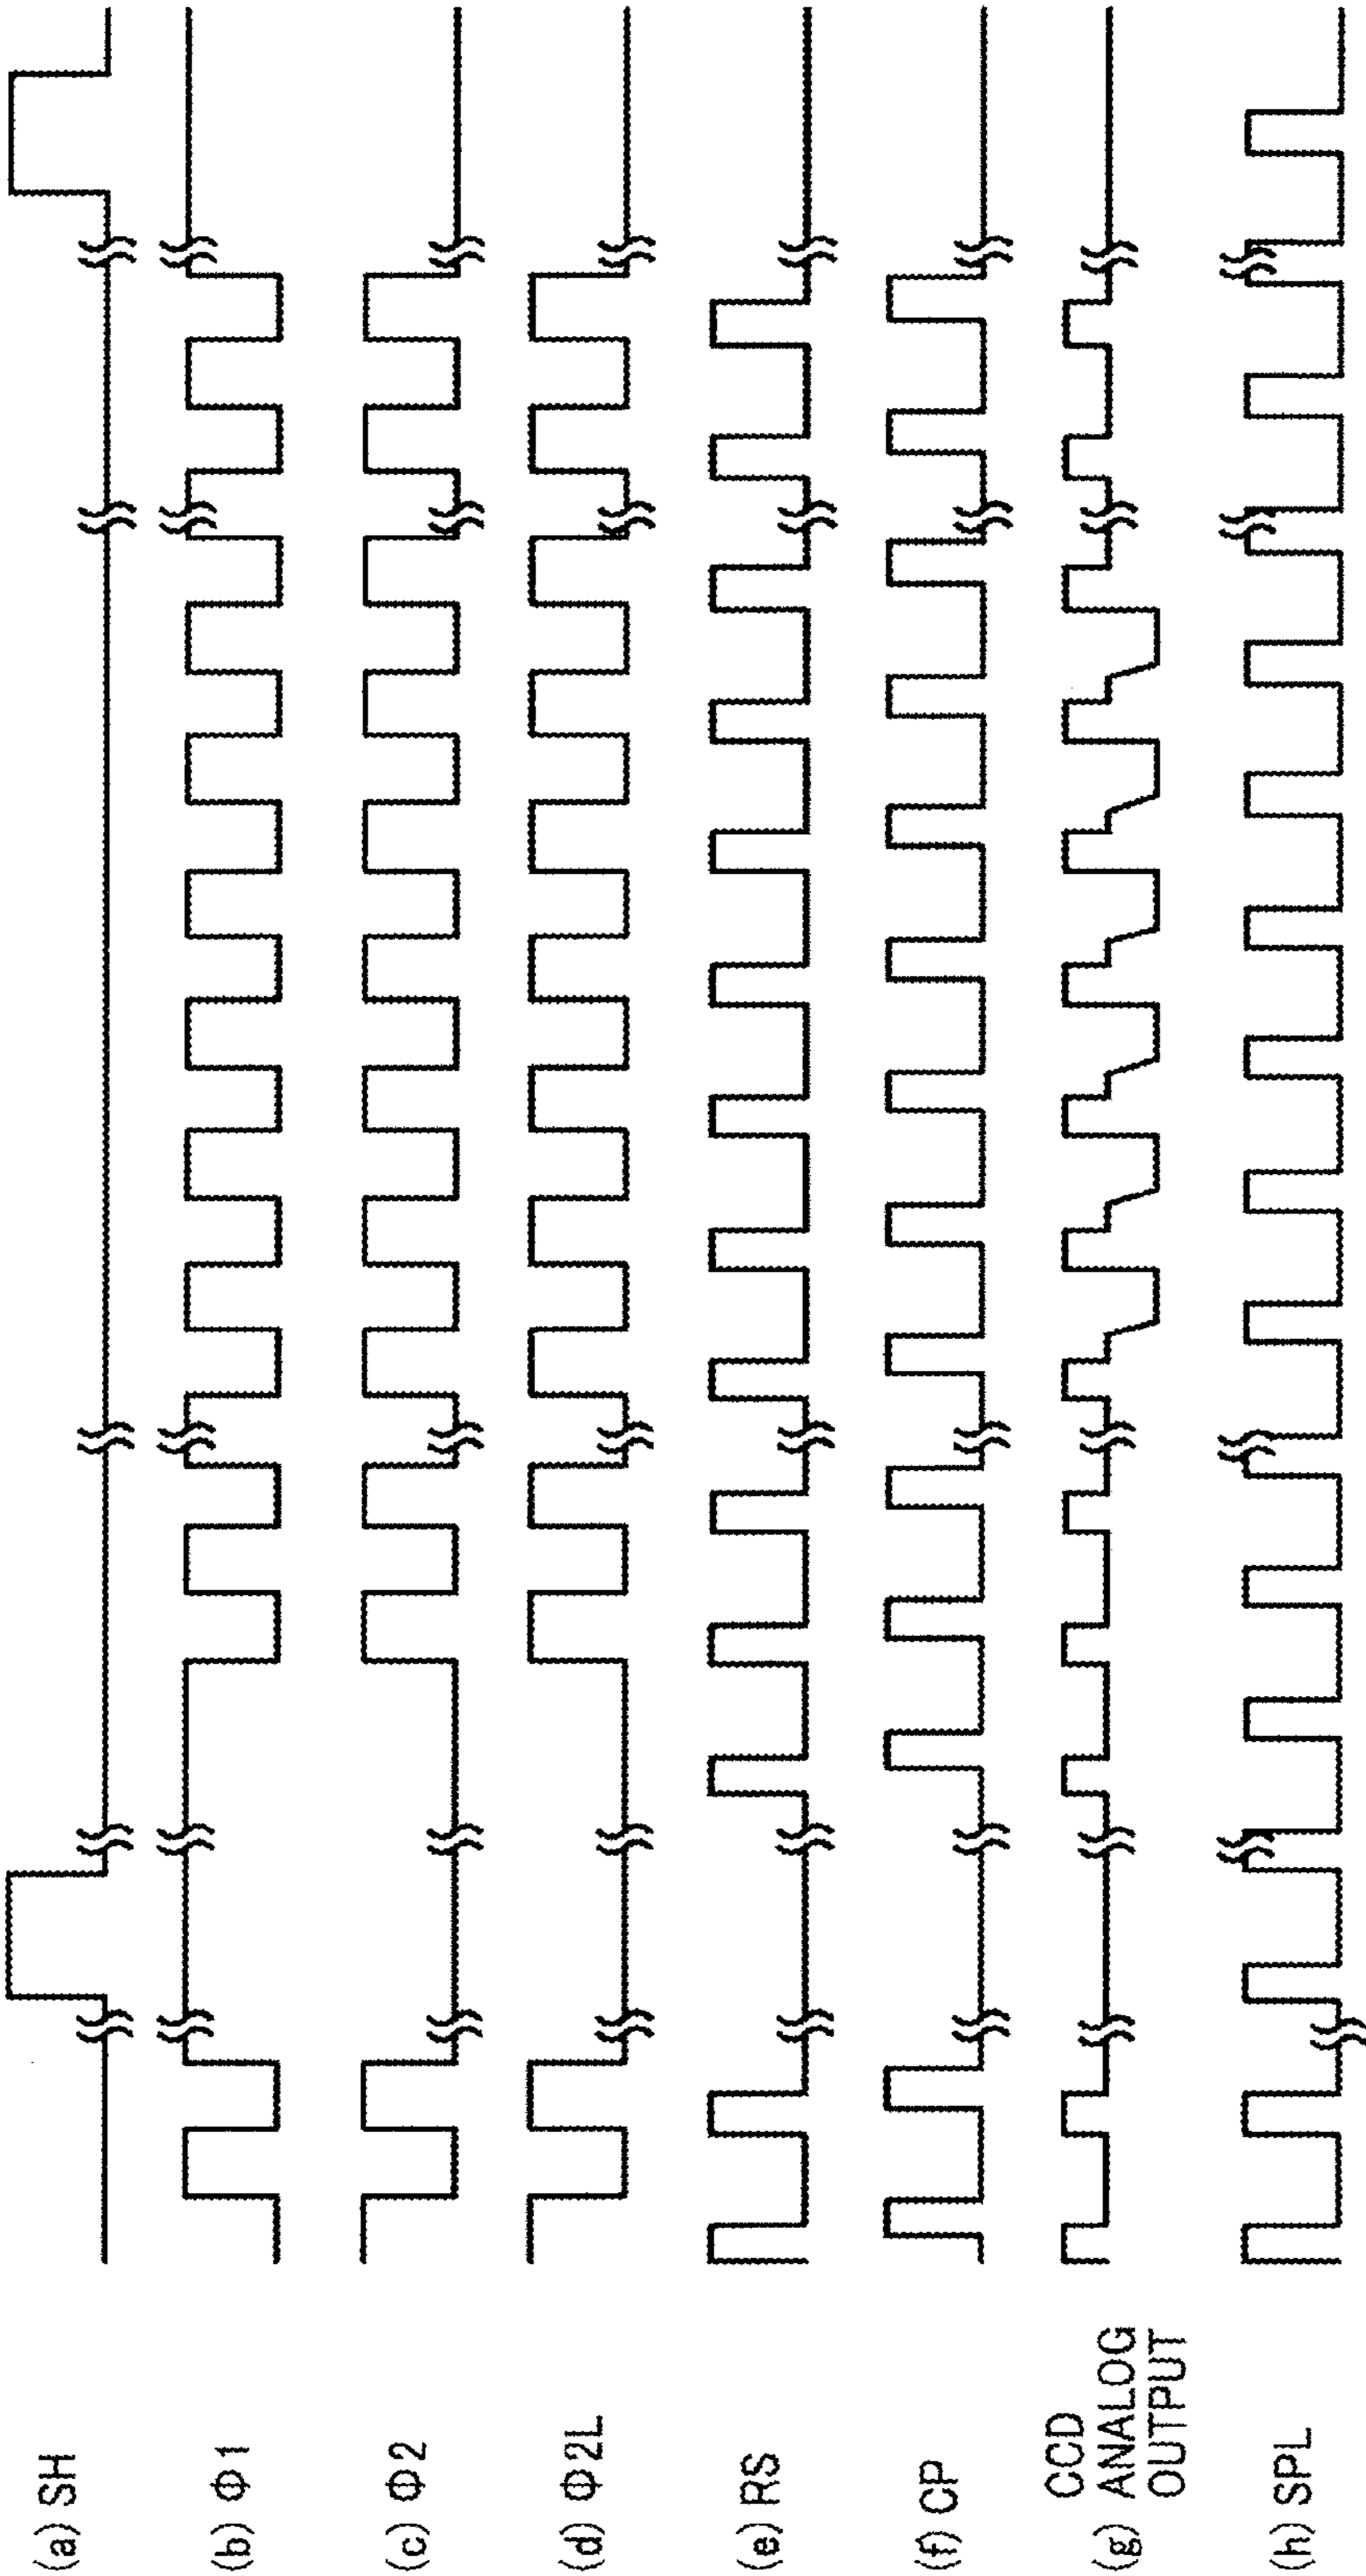 (a) SH
(b) Φ1
(c) Φ2
(d) Φ2L
(e) RS
(f) CP
CCD
(g) ANALOG
OUTPUT
(h) SPL